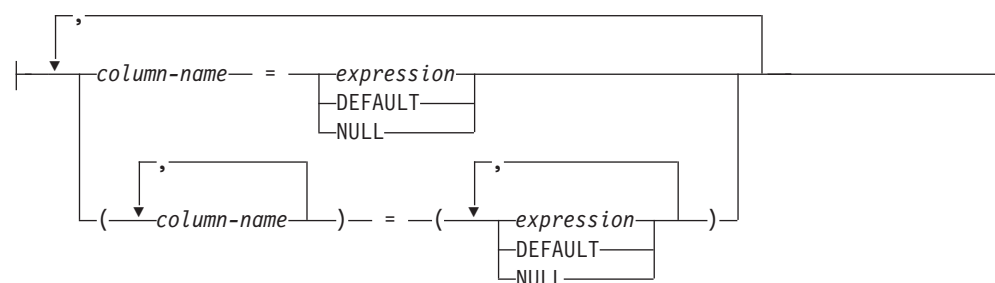 ,
column-name = expression
DEFAULT
NULL
, ,
( column-name ) = ( expression )
DEFAULT
NULL